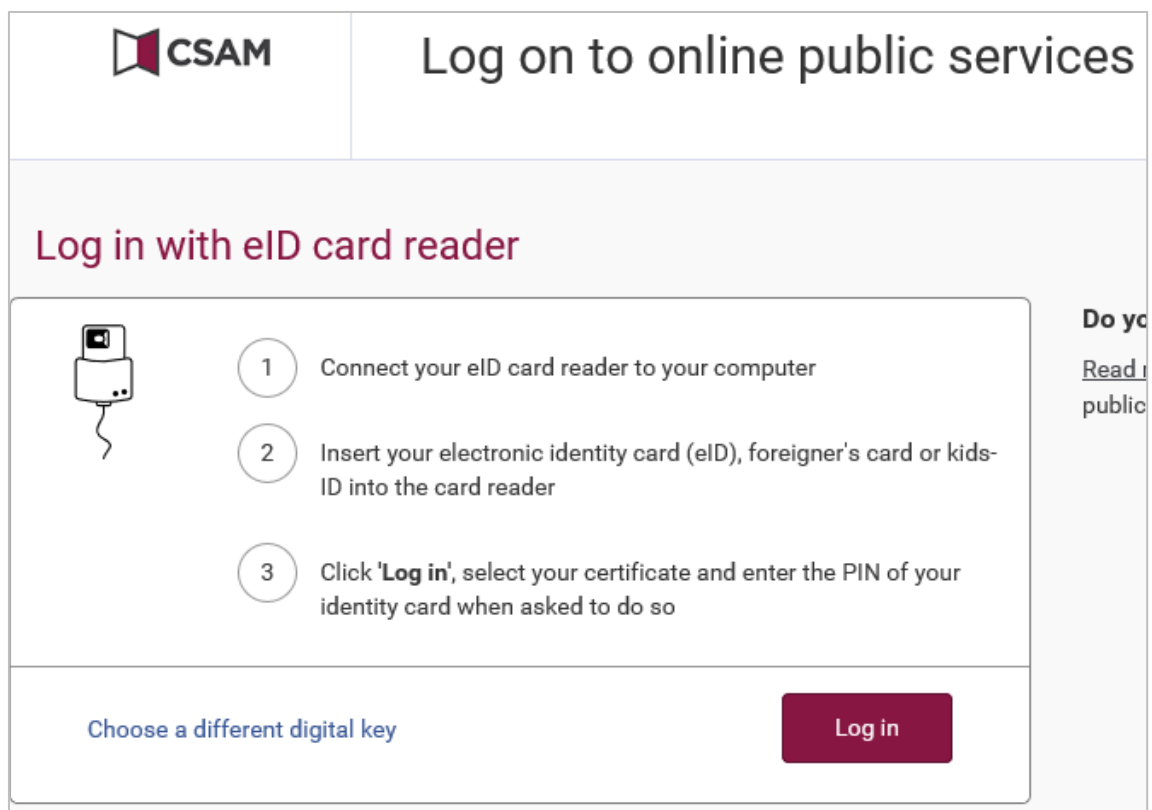 CSAM
Log on to online public services
Log in with eID card reader
1
Connect your eID card reader to your computer
2
Insert your electronic identity card (eID), foreigner's card or kids-
ID into the card reader
3
Click 'Log in', select your certificate and enter the PIN of your
identity card when asked to do so
Choose a different digital key
Log in
Do
Read
public